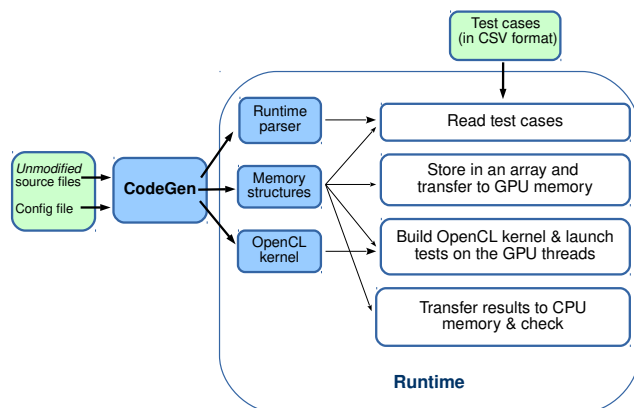 Test cases
(in CSV format)
Runtime
parser
Read test cases
Unmodified
source files
Config file
CodeGen
Memory
structures
Store in an array and
transfer to GPU memory
OpenCL
kernel
Build OpenCL kernel & launch
tests on the GPU threads
Transfer results to CPU
memory & check
Runtime